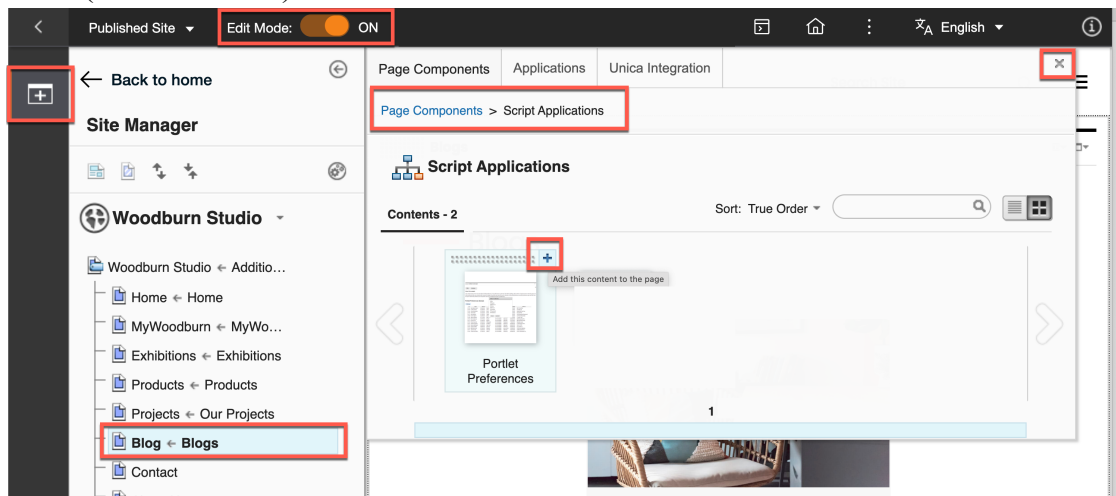 Published Site
Edit Mode:
ON
English
Back to home
Site Manager
Woodburn Studio
Woodburn Studio ← Additio...
Home ← Home
MyWoodburn ← MyWo...
Exhibitions ← Exhibitions
Products ← Products
Projects ← Our Projects
Blog ← Blogs
Contact
Page Components
Applications
Unica Integration
Page Components > Script Applications
Script Applications
Contents - 2
Sort: True Order
Add this content to the page
Portlet
Preferences
1